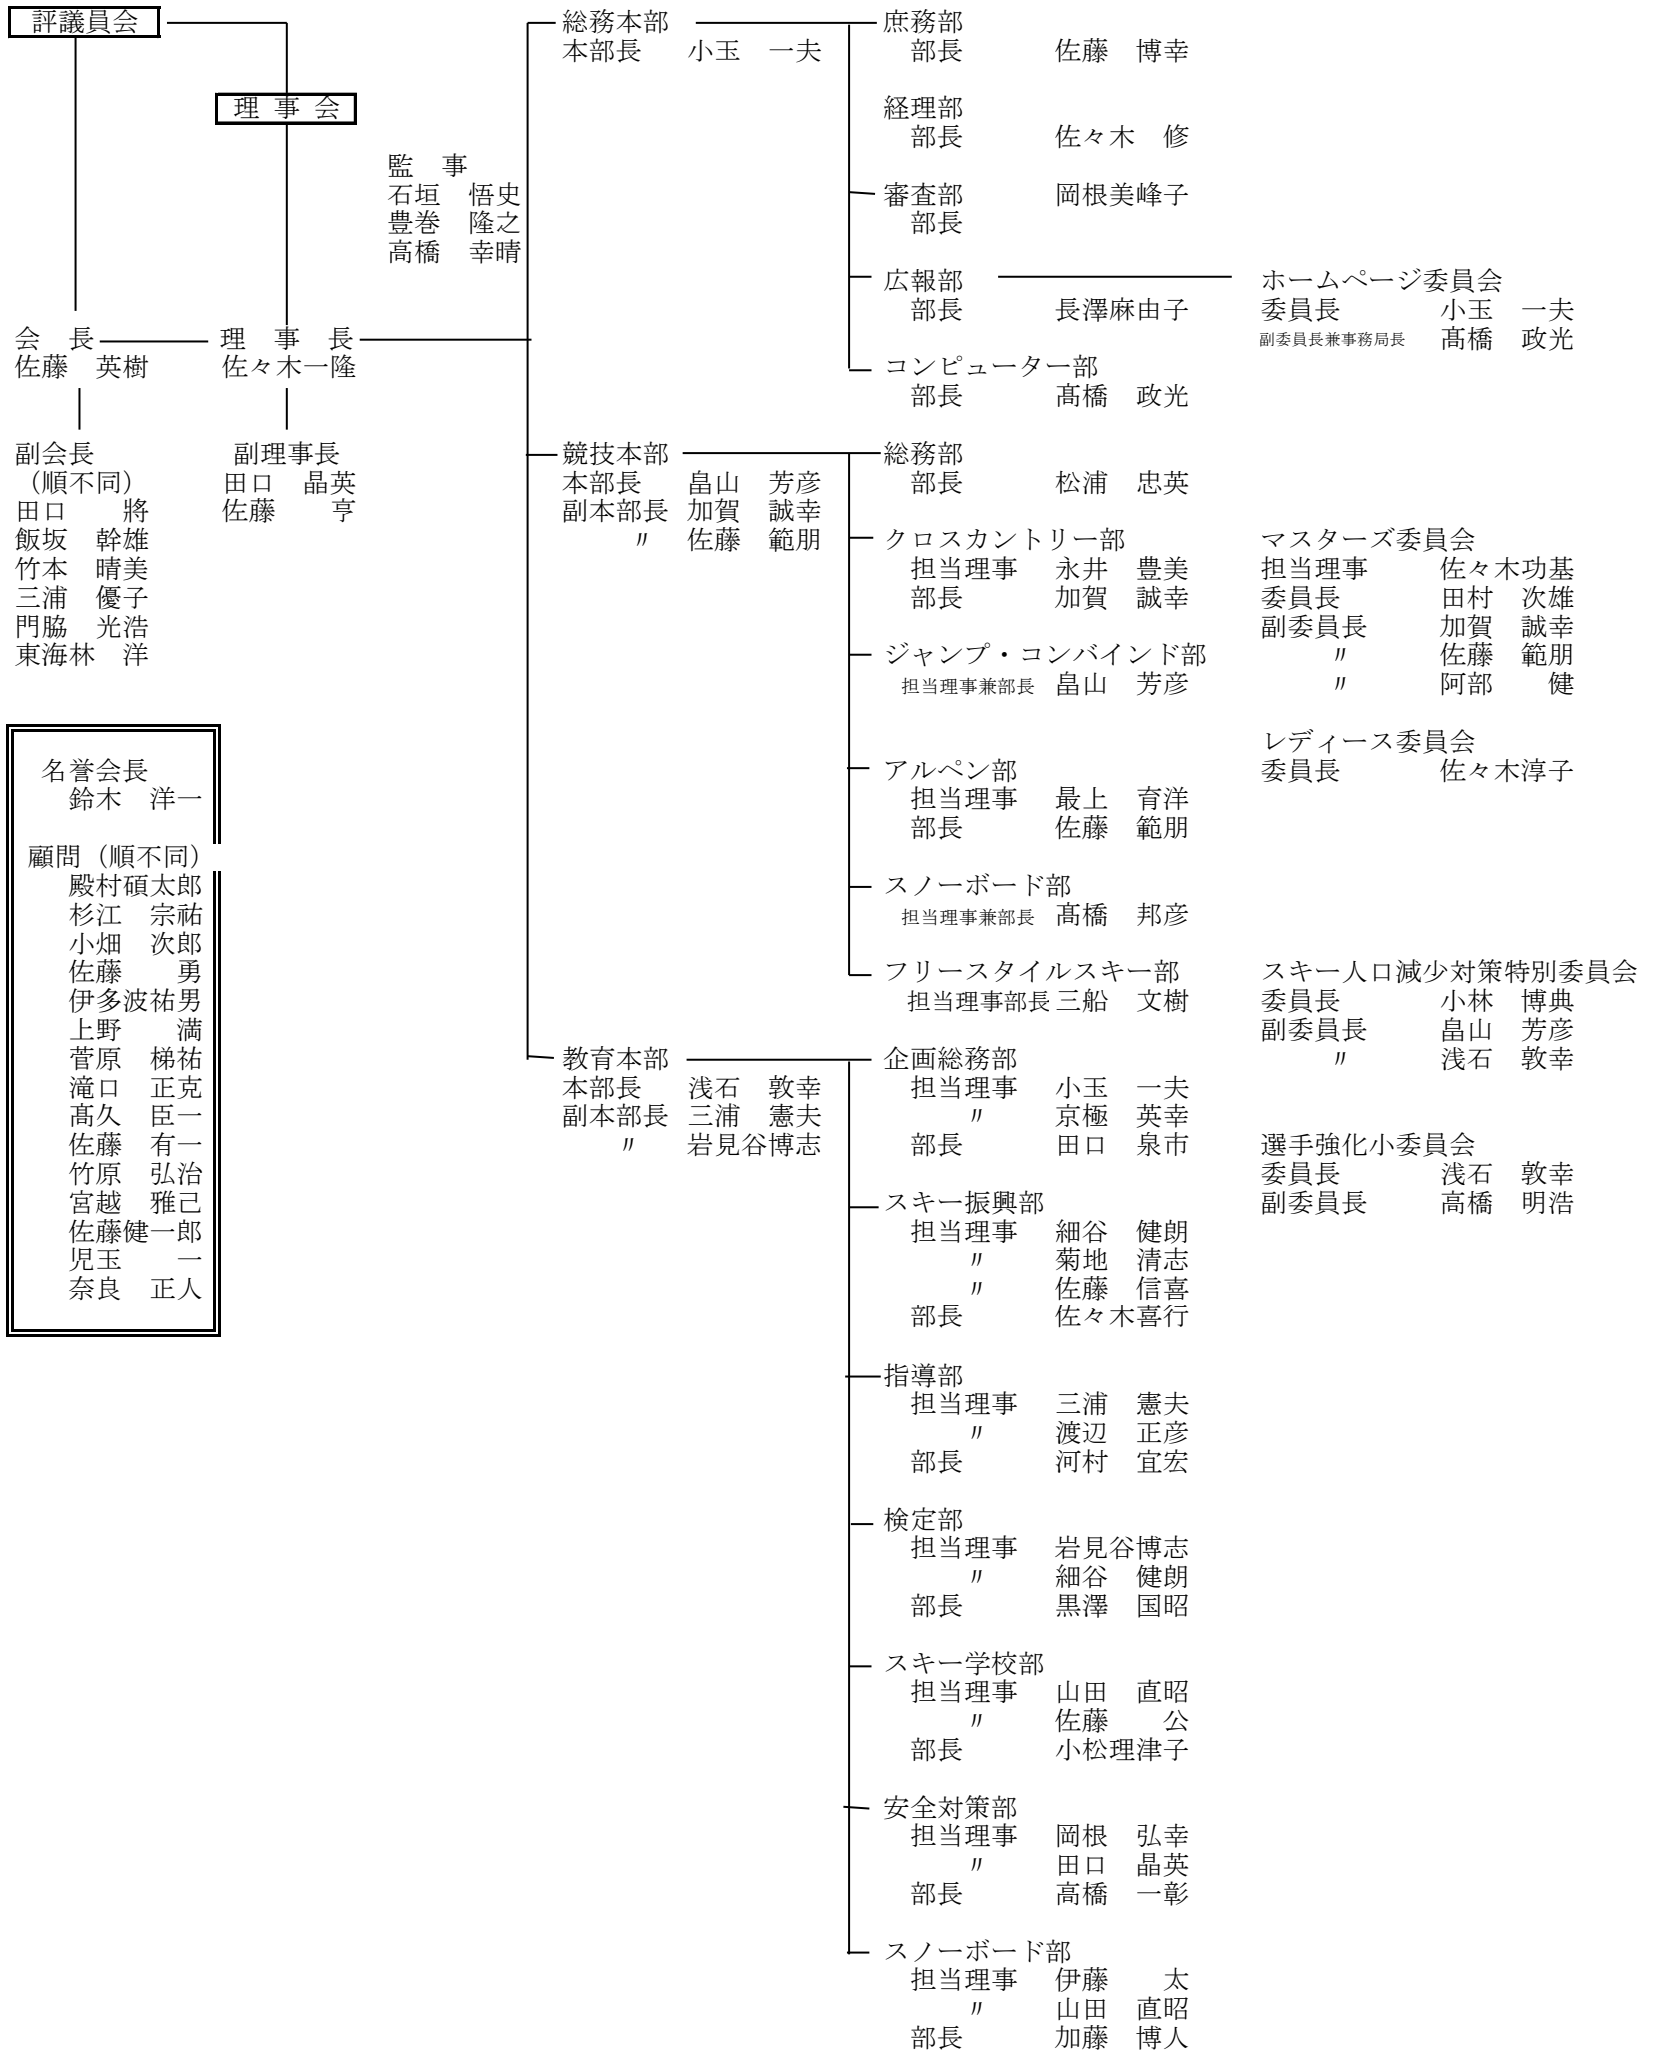 評議員会
理 事 会
監　事
石垣　悟史
豊巻　隆之
高橋　幸晴
会　長
佐藤　英樹
理　事　長
佐々木一隆
副会長
（順不同）
田口　　將
飯坂　幹雄
竹本　晴美
三浦　優子
門脇　光浩
東海林　洋
副理事長
田口　晶英
佐藤　　亨
名誉会長
鈴木　洋一
顧問（順不同）
殿村碩太郎
杉江　宗祐
小畑　次郎
佐藤　　勇
伊多波祐男
上野　　満
菅原　梯祐
滝口　正克
髙久　臣一
佐藤　有一
竹原　弘治
宮越　雅己
佐藤健一郎
児玉　　一
奈良　正人
総務本部
本部長　小玉　一夫
庶務部
部長　佐藤　博幸
経理部
部長　佐々木　修
審査部　岡根美峰子
部長
広報部
部長　長澤麻由子
ホームページ委員会
委員長　小玉　一夫
副委員長兼事務局長　髙橋　政光
コンピューター部
部長　髙橋　政光
競技本部
本部長　畠山　芳彦
副本部長　加賀　誠幸
〃　佐藤　範朋
総務部
部長　松浦　忠英
クロスカントリー部
担当理事　永井　豊美
部長　加賀　誠幸
ジャンプ・コンバインド部
担当理事兼部長　畠山　芳彦
アルペン部
担当理事　最上　育洋
部長　佐藤　範朋
スノーボード部
担当理事兼部長　髙橋　邦彦
フリースタイルスキー部
担当理事部長　三船　文樹
マスターズ委員会
担当理事　佐々木功基
委員長　田村　次雄
副委員長　加賀　誠幸
〃　佐藤　範朋
〃　阿部　　健
レディース委員会
委員長　佐々木淳子
スキー人口減少対策特別委員会
委員長　小林　博典
副委員長　畠山　芳彦
〃　浅石　敦幸
選手強化小委員会
委員長　浅石　敦幸
副委員長　高橋　明浩
教育本部
本部長　浅石　敦幸
副本部長　三浦　憲夫
〃　岩見谷博志
企画総務部
担当理事　小玉　一夫
〃　京極　英幸
部長　田口　泉市
スキー振興部
担当理事　細谷　健朗
〃　菊地　清志
〃　佐藤　信喜
部長　佐々木喜行
指導部
担当理事　三浦　憲夫
〃　渡辺　正彦
部長　河村　宜宏
検定部
担当理事　岩見谷博志
〃　細谷　健朗
部長　黒澤　国昭
スキー学校部
担当理事　山田　直昭
〃　佐藤　　公
部長　小松理津子
安全対策部
担当理事　岡根　弘幸
〃　田口　晶英
部長　高橋　一彰
スノーボード部
担当理事　伊藤　　太
〃　山田　直昭
部長　加藤　博人